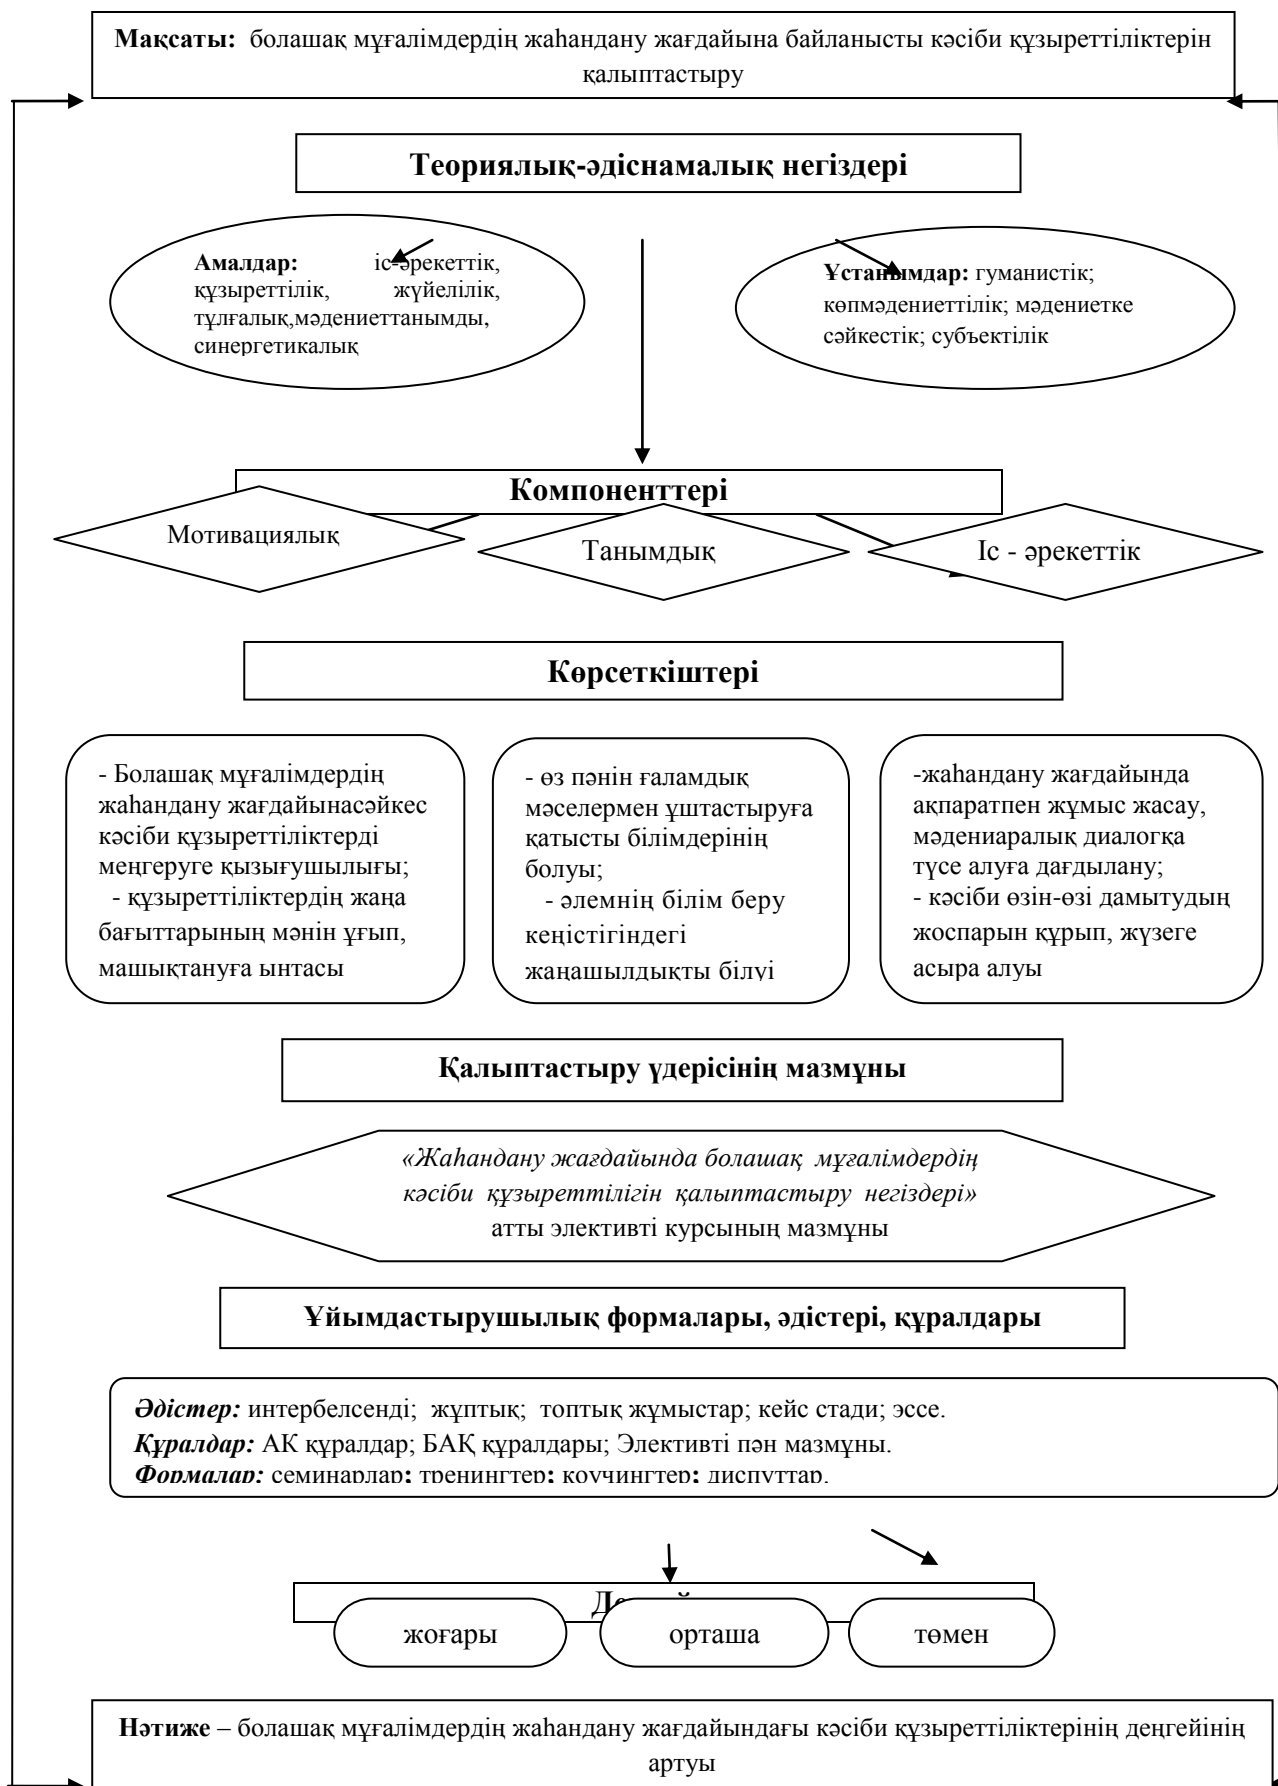 Мақсаты: болашақ мұғалімдердің жаһандану жағдайына байланысты кәсіби құзыреттіліктерін
қалыптастыру
Теориялық-әдіснамалық негіздері
Амалдар: іс-әрекеттік,
құзыреттілік, жүйелілік,
тұлғалық,мәдениеттанымды,
синергетикалық
Ұстанымдар: гуманистік;
көпмәдениеттілік; мәдениетке
сәйкестік; субъектілік
Компоненттері
Мотивациялық
Танымдық
Іс - әрекеттік
Көрсеткіштері
- Болашақ мұғалімдердің
жаһандану жағдайынасәйкес
кәсіби құзыреттіліктерді
меңгеруге қызығушылығы;
- құзыреттіліктердің жаңа
бағыттарының мәнін ұғып,
машықтануға ынтасы
- өз пәнін ғаламдық
мәселермен ұштастыруға
қатысты білімдерінің
болуы;
- әлемнің білім беру
кеңістігіндегі
жаңашылдықты білуі
-жаһандану жағдайында
ақпаратпен жұмыс жасау,
мәдениаралық диалогқа
түсе алуға дағдылану;
- кәсіби өзін-өзі дамытудың
жоспарын құрып, жүзеге
асыра алуы
Қалыптастыру үдерісінің мазмұны
«Жаһандану жағдайында болашақ мұғалімдердің
кәсіби құзыреттілігін қалыптастыру негіздері»
атты элективті курсының мазмұны
Ұйымдастырушылық формалары, әдістері, құралдары
Әдістер: интербелсенді; жұптық; топтық жұмыстар; кейс стади; эссе.
Құралдар: АК құралдар; БАҚ құралдары; Элективті пән мазмұны.
Формалар: семинарлар; тренингтер; коучингтер; диспуттар.
жоғары
орташа
төмен
Нәтиже – болашақ мұғалімдердің жаһандану жағдайындағы кәсіби құзыреттіліктерінің деңгейінің
артуы